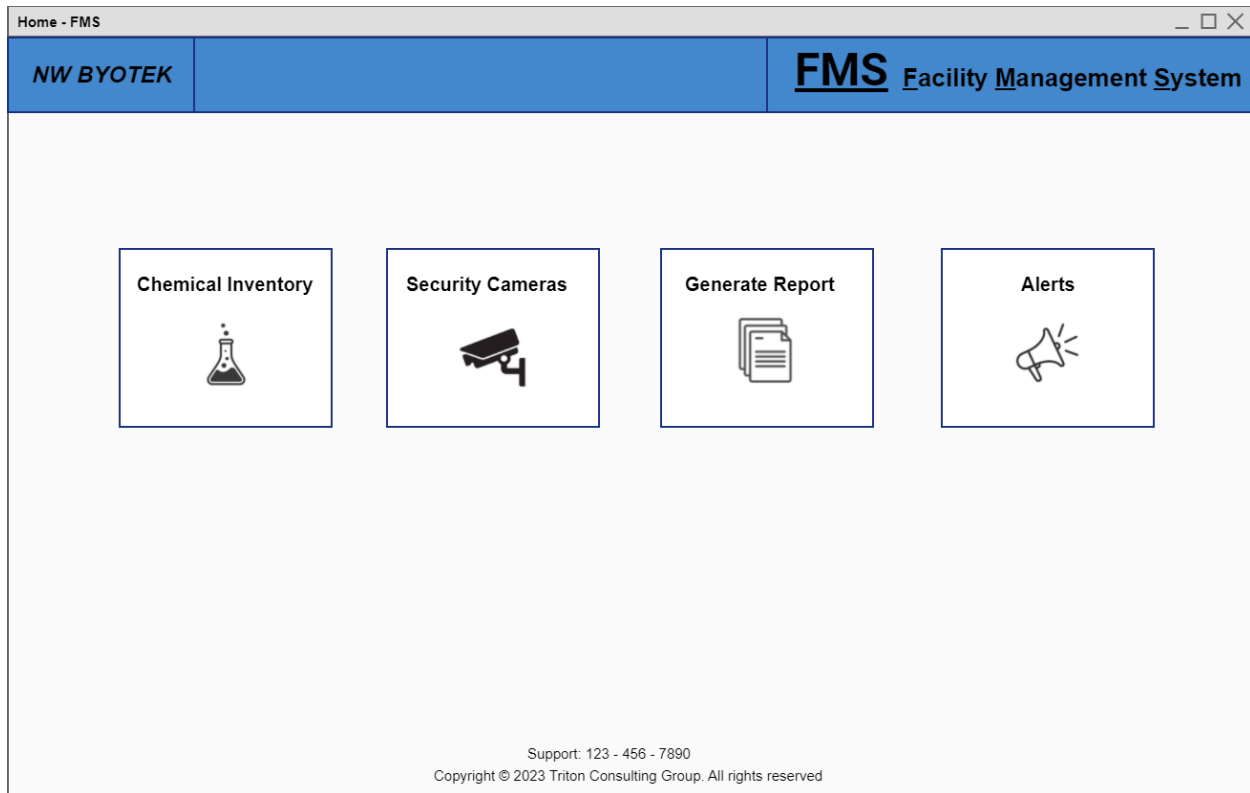 Home - FMS
NW BYOTEK
FMS Facility Management System
Chemical Inventory
Security Cameras
Generate Report
Alerts
Support: 123 - 456 - 7890
Copyright © 2023 Triton Consulting Group. All rights reserved